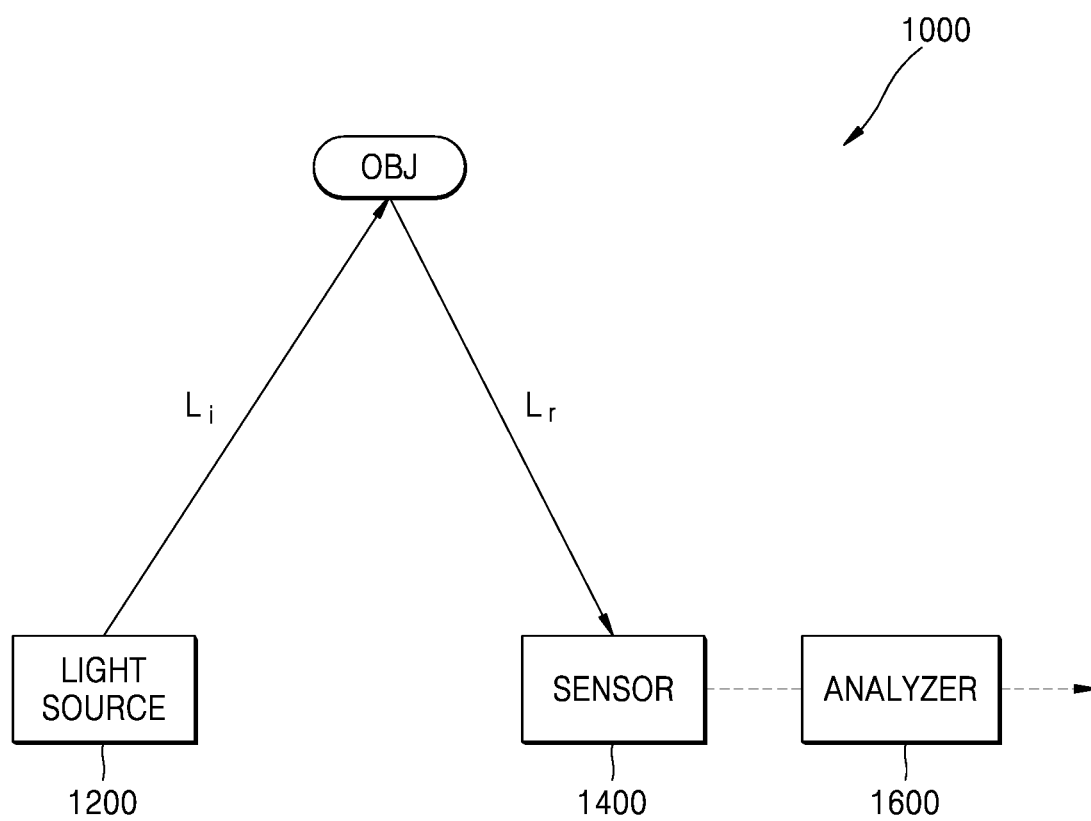 1000
OBJ
L i
L r
LIGHT
SOURCE
SENSOR
ANALYZER
1200
1400
1600